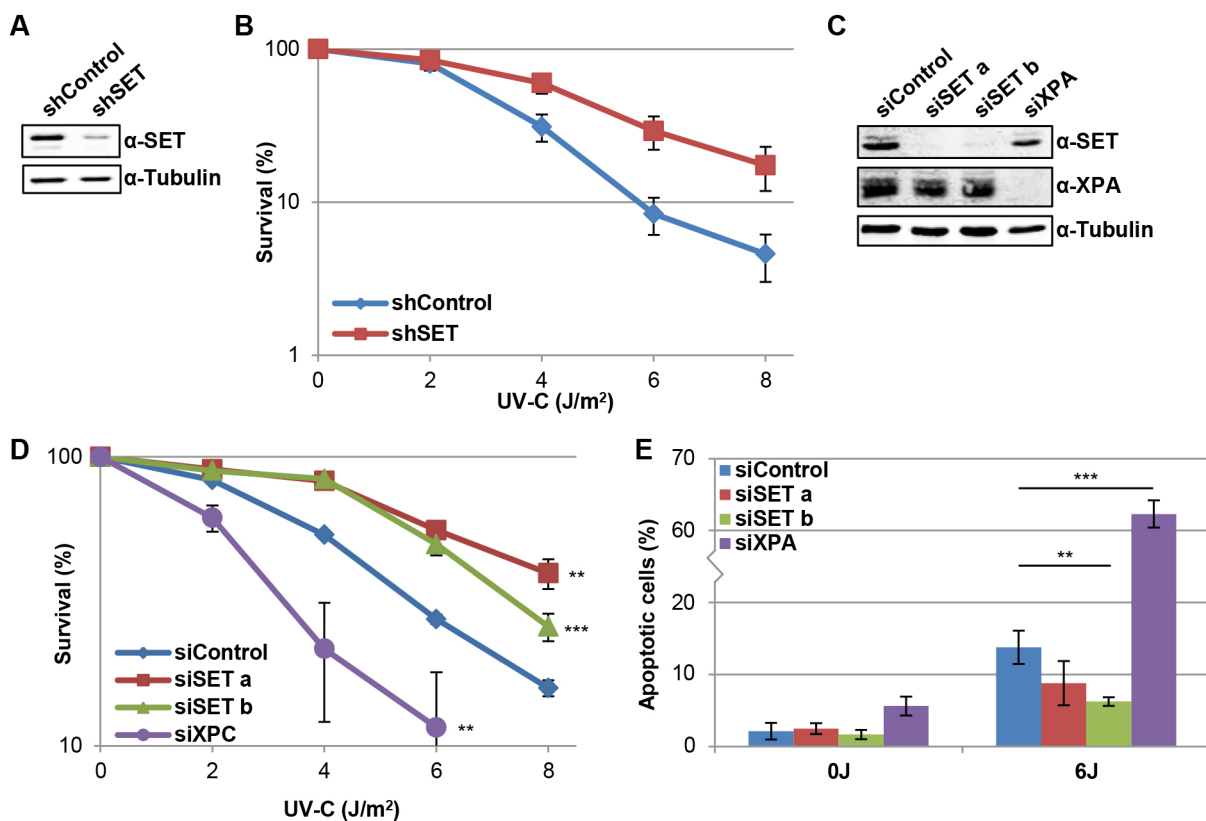 A
shControl
shSET
α-SET
α-Tubulin
B
100
10
1
Survival (%)
shControl
shSET
0 2 4 6 8
UV-C (J/m²)
C
siControl
siSET a
siSET b
siXPA
α-SET
α-XPA
α-Tubulin
D
100
10
Survival (%)
**
***
**
siControl
siSET a
siSET b
siXPC
0 2 4 6 8
UV-C (J/m²)
E
70
60
20
10
0
Apoptotic cells (%)
siControl
siSET a
siSET b
siXPA
***
**
0J 6J